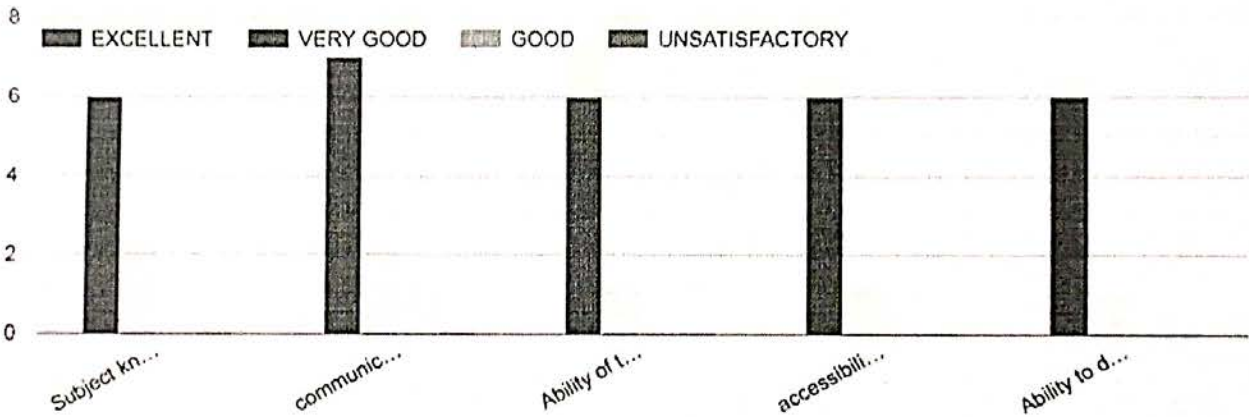 8
EXCELLENT VERY GOOD GOOD UNSATISFACTORY
6
4
2
0
Subject kn...
communic...
Ability of t...
accessibili...
Ability to d...